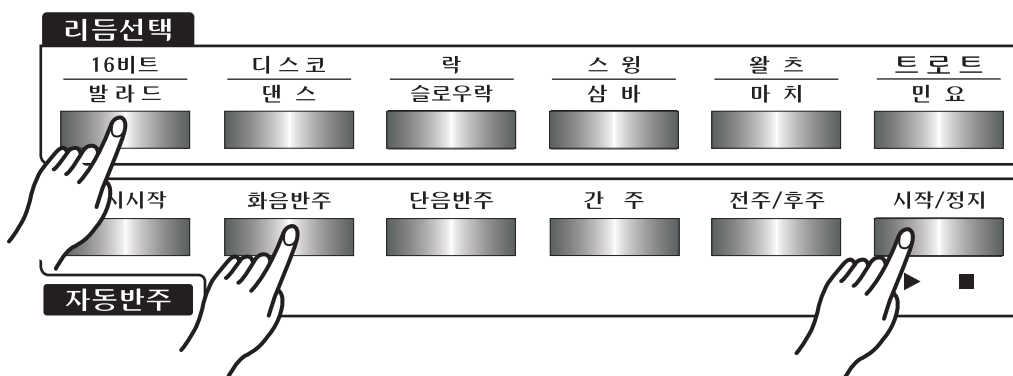 리듬선택
16비트 디스코 락 스윙 왈츠 트로트
발라드 댄스 슬로우락 삼바 마치 민요
시작 화음반주 단음반주 간주 전주/후주 시작/정지
자동반주